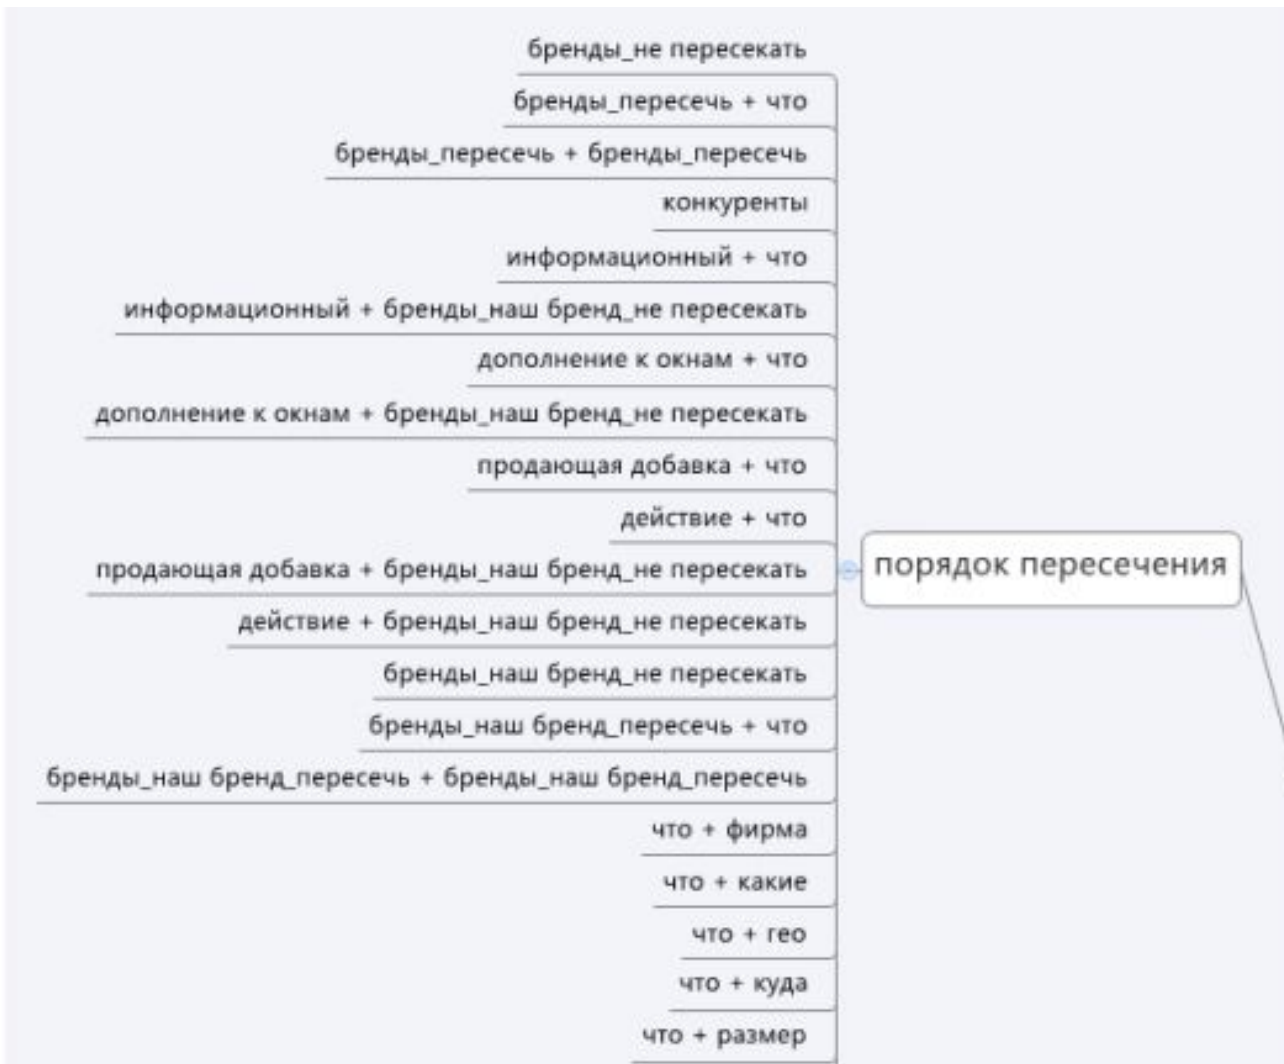 бренды_не пересекать
бренды_пересечь + что
бренды_пересечь + бренды_пересечь
конкуренты
информационный + что
информационный + бренды_наш бренд_не пересекать
дополнение к окнам + что
дополнение к окнам + бренды_наш бренд_не пересекать
продающая добавка + что
действие + что
продающая добавка + бренды_наш бренд_не пересекать
действие + бренды_наш бренд_не пересекать
бренды_наш бренд_не пересекать
бренды_наш бренд_пересечь + что
бренды_наш бренд_пересечь + бренды_наш бренд_пересечь
что + фирма
что + какие
что + гео
что + куда
что + размер
порядок пересечения